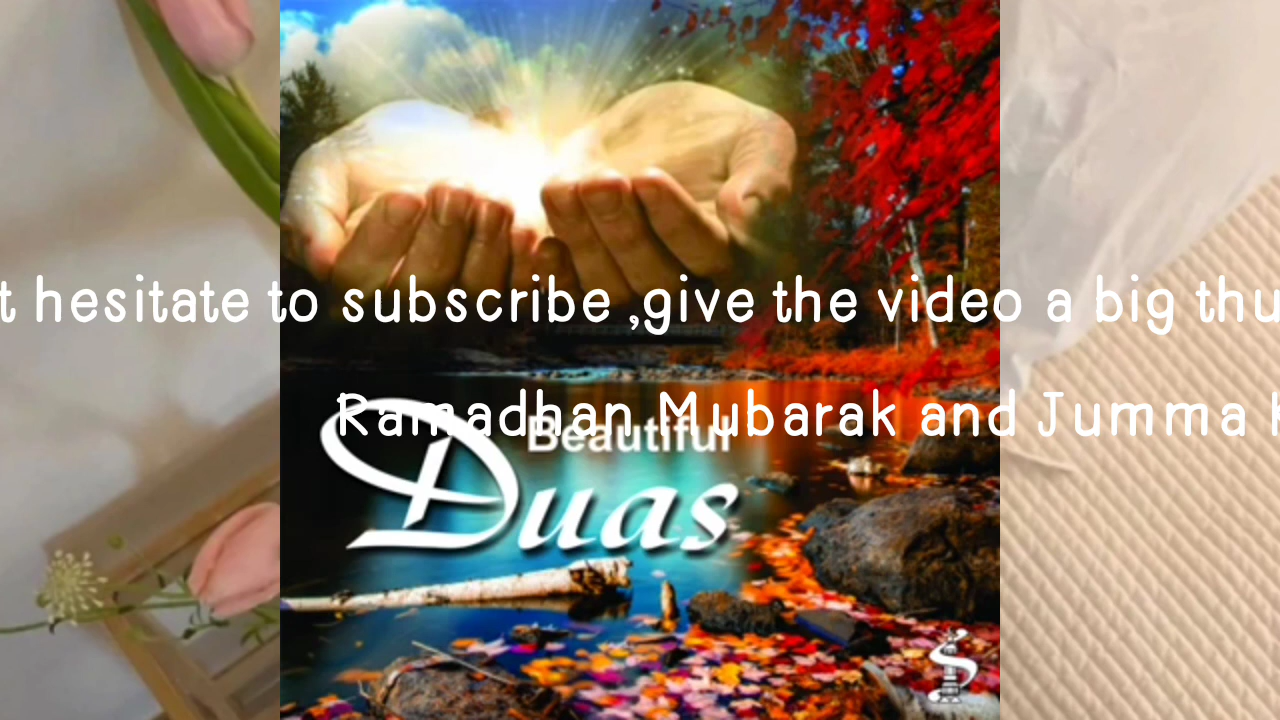 t hesitate to subscribe ,give the video a big thu
Ramadhan Mubarak and Jumma
Beautiful
Duas